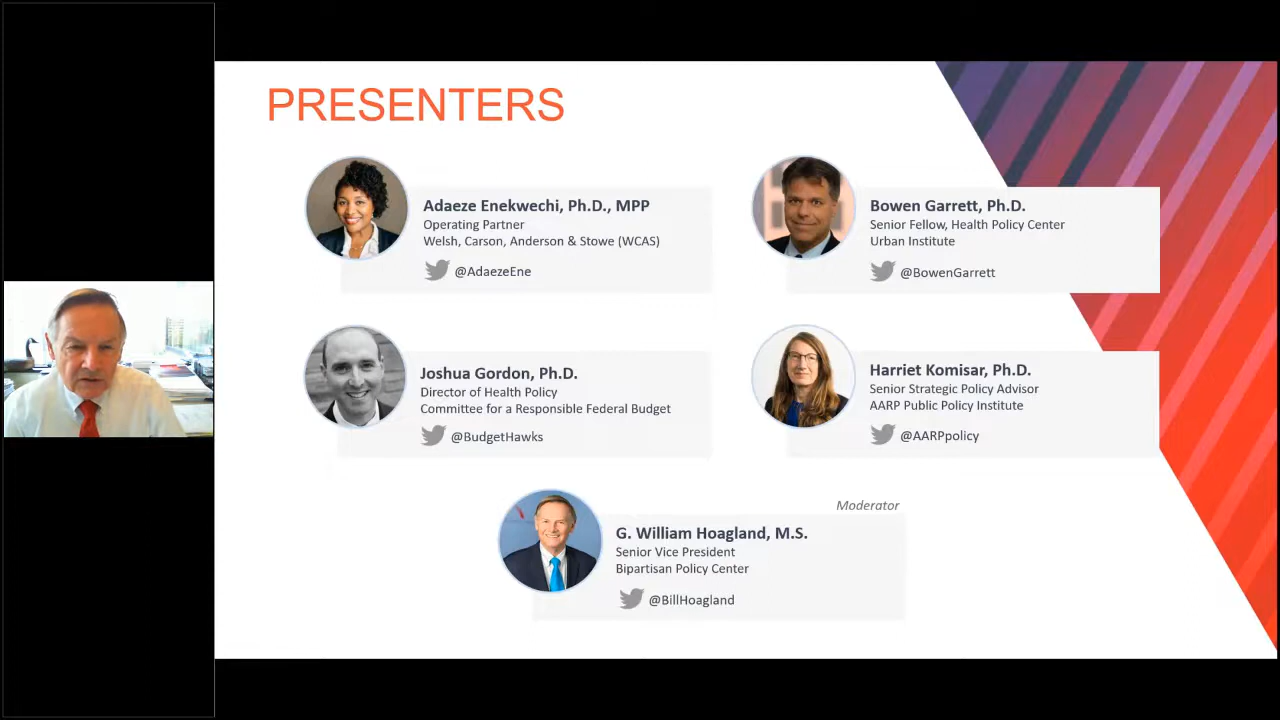 PRESENTERS
Adaeze Enekwechi, Ph.D., MPP
Operating Partner
Welsh, Carson, Anderson & Stowe (WCAS)
@AdaezeEne
Bowen Garrett, Ph.D.
Senior Fellow, Health Policy Center
Urban Institute
@BowenGarrett
Joshua Gordon, Ph.D.
Director of Health Policy
Committee for a Responsible Federal Budget
@BudgetHawks
Harriet Komisar, Ph.D.
Senior Strategic Policy Advisor
AARP Public Policy Institute
@AARPpolicy
Moderator
G. William Hoagland, M.S.
Senior Vice President
Bipartisan Policy Center
@BillHoagland